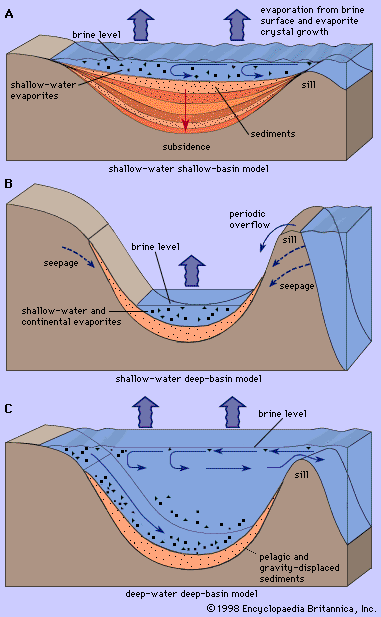 A
evaporation from brine
surface and evaporite
crystal growth
brine level
shallow-water
evaporites
sill
sediments
subsidence
shallow-water shallow-basin model
B
periodic
overflow
sill
brine level
seepage
seepage
shallow-water and
continental evaporites
shallow-water deep-basin model
C
brine level
sill
pelagic and
gravity-displaced
sediments
deep-water deep-basin model
©1998 Encyclopaedia Britannica, Inc.